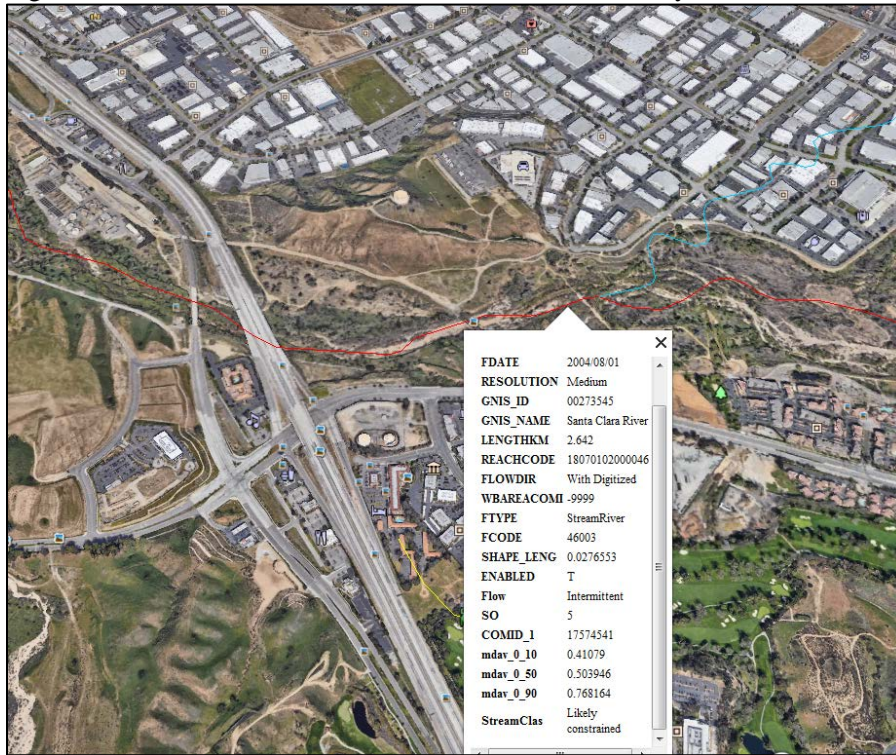 FDATE 2004/08/01
RESOLUTION Medium
GNIS_ID 00273545
GNIS_NAME Santa Clara River
LENGTHKM 2.642
REACHCODE 18070102000046
FLOWDIR With Digitized
WBAREACOMI -9999
FTYPE StreamRiver
FCODE 46003
SHAPE_LENG 0.0276553
ENABLED T
Flow Intermittent
SO 5
COMID_1 17574541
mdav_0_10 0.41079
mdav_0_50 0.503946
mdav_0_90 0.768164
StreamClas Likely
constrained